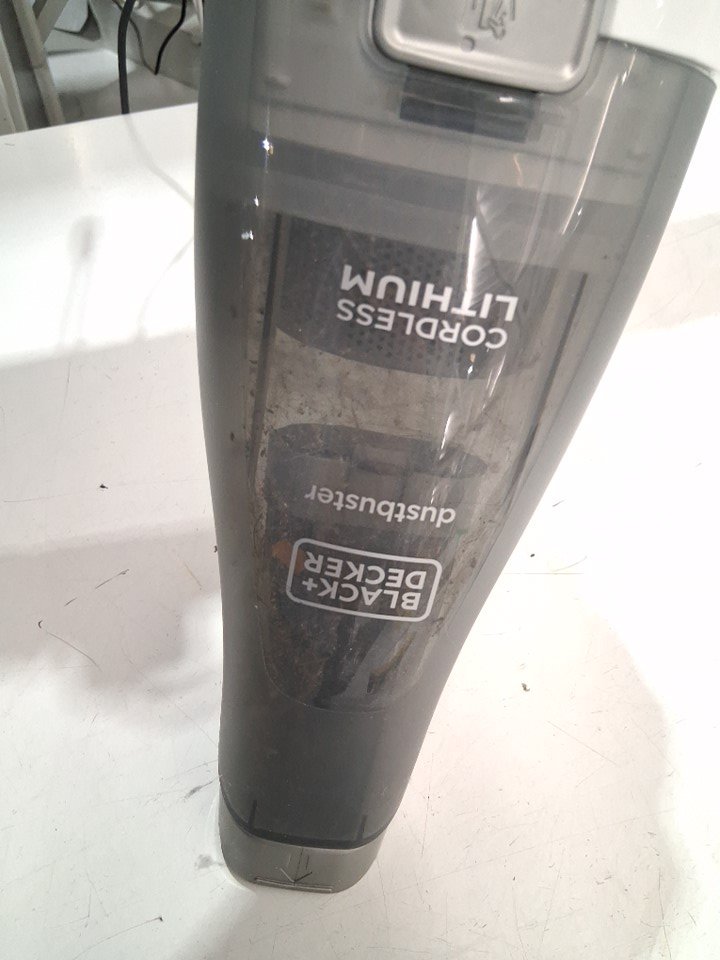 BLACK+
DECKER
dustbuster
CORDLESS
LITHIUM